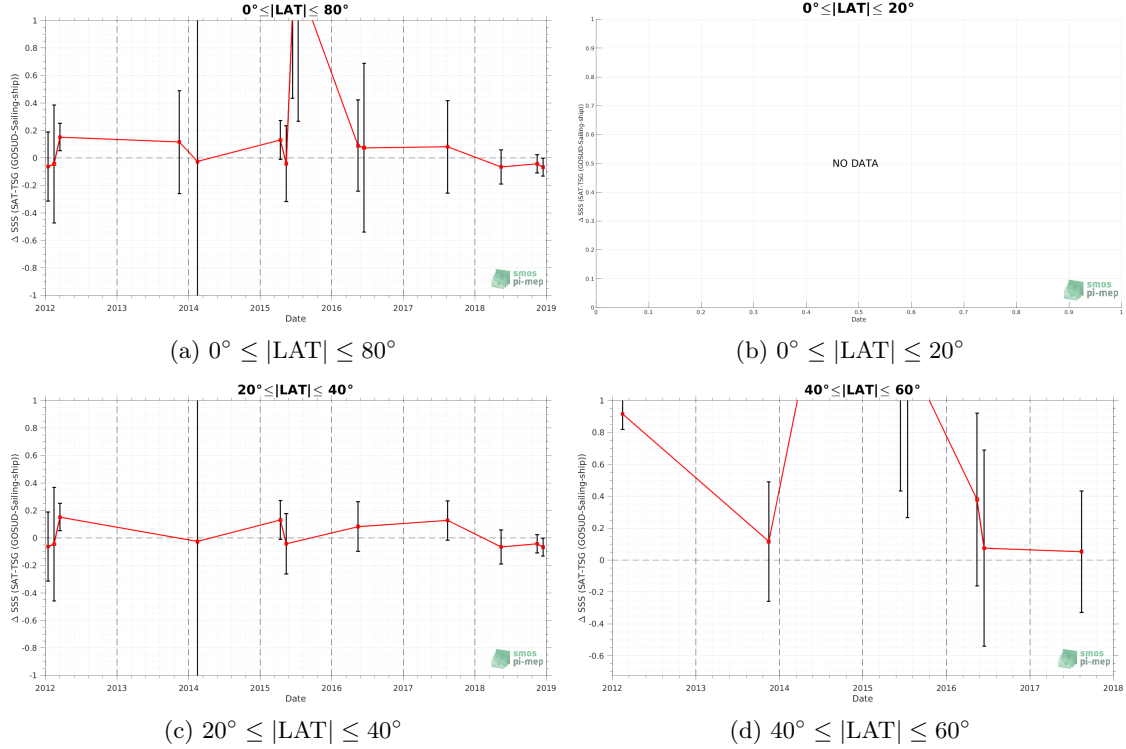 0°≤|LAT|≤ 80°
Δ SSS (SAT-TSG (GOSUD-Sailing-ship))
1
0.8
0.6
0.4
0.2
0
-0.2
-0.4
-0.6
-0.8
-1
2012 2013 2014 2015 2016 2017 2018 2019
Date
smos
pi-mep
(a) 0° ≤ |LAT| ≤ 80°
0°≤|LAT|≤ 20°
Δ SSS (SAT-TSG (GOSUD-Sailing-ship))
1
0.9
0.8
0.7
0.6
0.5
0.4
0.3
0.2
0.1
0
NO DATA
0 0.1 0.2 0.3 0.4 0.5 0.6 0.7 0.8 0.9 1
Date
smos
pi-mep
(b) 0° ≤ |LAT| ≤ 20°
20°≤|LAT|≤ 40°
Δ SSS (SAT-TSG (GOSUD-Sailing-ship))
1
0.8
0.6
0.4
0.2
0
-0.2
-0.4
-0.6
-0.8
-1
2012 2013 2014 2015 2016 2017 2018 2019
Date
smos
pi-mep
(c) 20° ≤ |LAT| ≤ 40°
40°≤|LAT|≤ 60°
Δ SSS (SAT-TSG (GOSUD-Sailing-ship))
1
0.8
0.6
0.4
0.2
0
-0.2
-0.4
-0.6
2012 2013 2014 2015 2016 2017 2018
Date
smos
pi-mep
(d) 40° ≤ |LAT| ≤ 60°